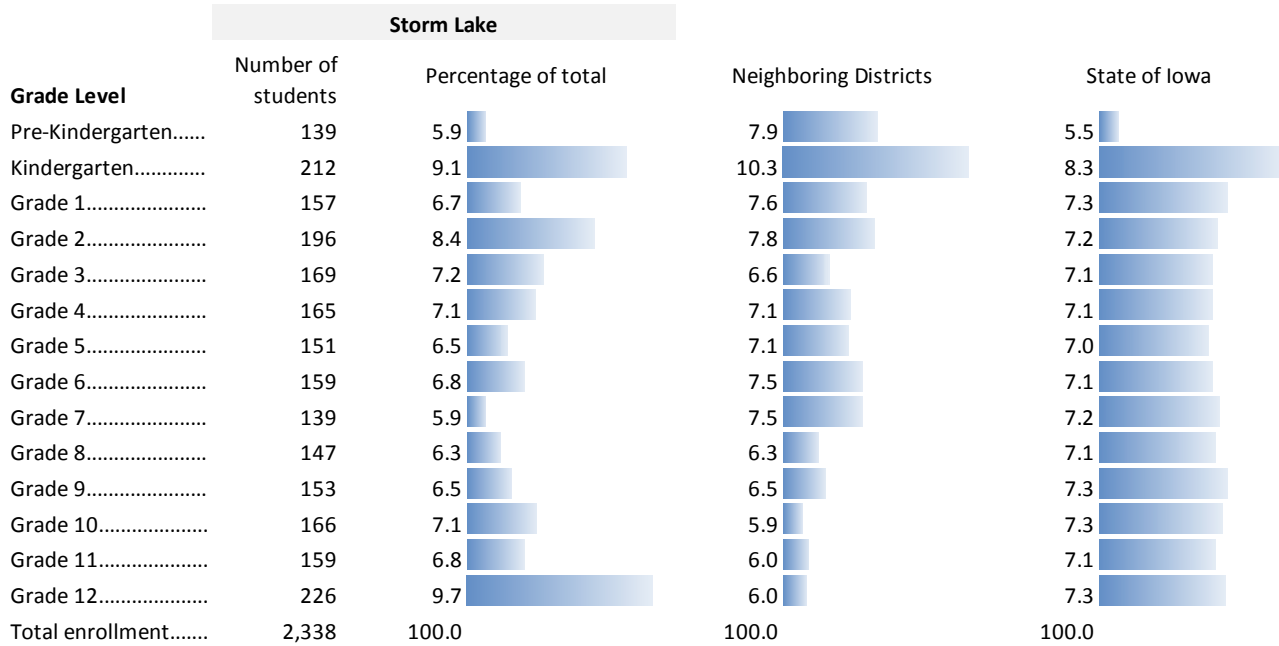 Storm Lake
Number of students Percentage of total Neighboring Districts State of Iowa
Grade Level
Pre-Kindergarten...... 139 5.9 7.9 5.5
Kindergarten............. 212 9.1 10.3 8.3
Grade 1...................... 157 6.7 7.6 7.3
Grade 2...................... 196 8.4 7.8 7.2
Grade 3...................... 169 7.2 6.6 7.1
Grade 4...................... 165 7.1 7.1 7.1
Grade 5...................... 151 6.5 7.1 7.0
Grade 6...................... 159 6.8 7.5 7.1
Grade 7...................... 139 5.9 7.5 7.2
Grade 8...................... 147 6.3 6.3 7.1
Grade 9...................... 153 6.5 6.5 7.3
Grade 10.................... 166 7.1 5.9 7.3
Grade 11.................... 159 6.8 6.0 7.1
Grade 12.................... 226 9.7 6.0 7.3
Total enrollment....... 2,338 100.0 100.0 100.0